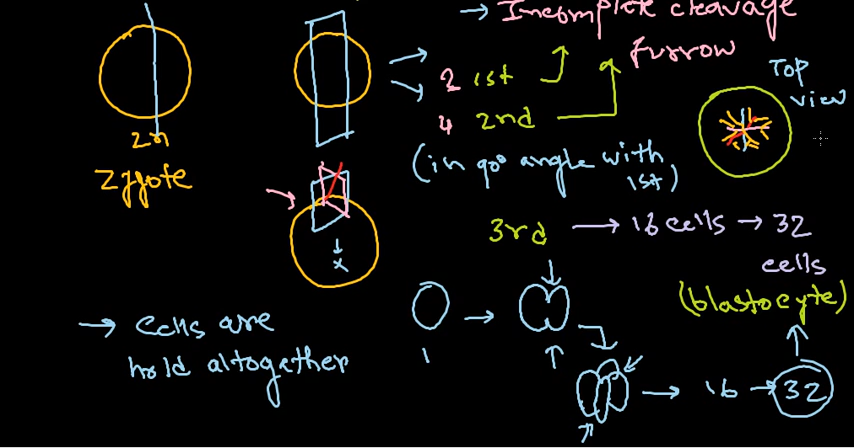 → Incomplete cleavage
furrow
2 1st
4 2nd
(in 90° angle with
1st)
Top
view
2n
Zygote
x
3rd → 16 cells → 32
cells
(blastocyte)
→ cells are
hold altogather
1
→ 16 → 32